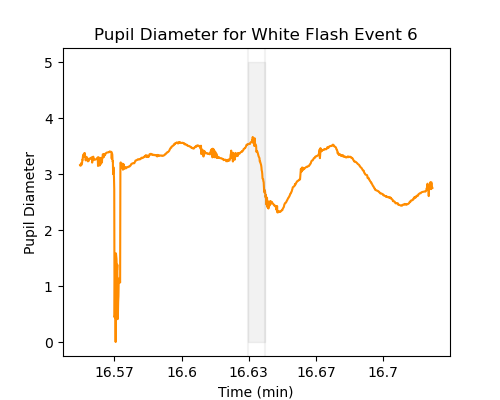 Pupil Diameter for White Flash Event 6
5
4
3
2
1
0
Pupil Diameter
16.57 16.6 16.63 16.67 16.7
Time (min)